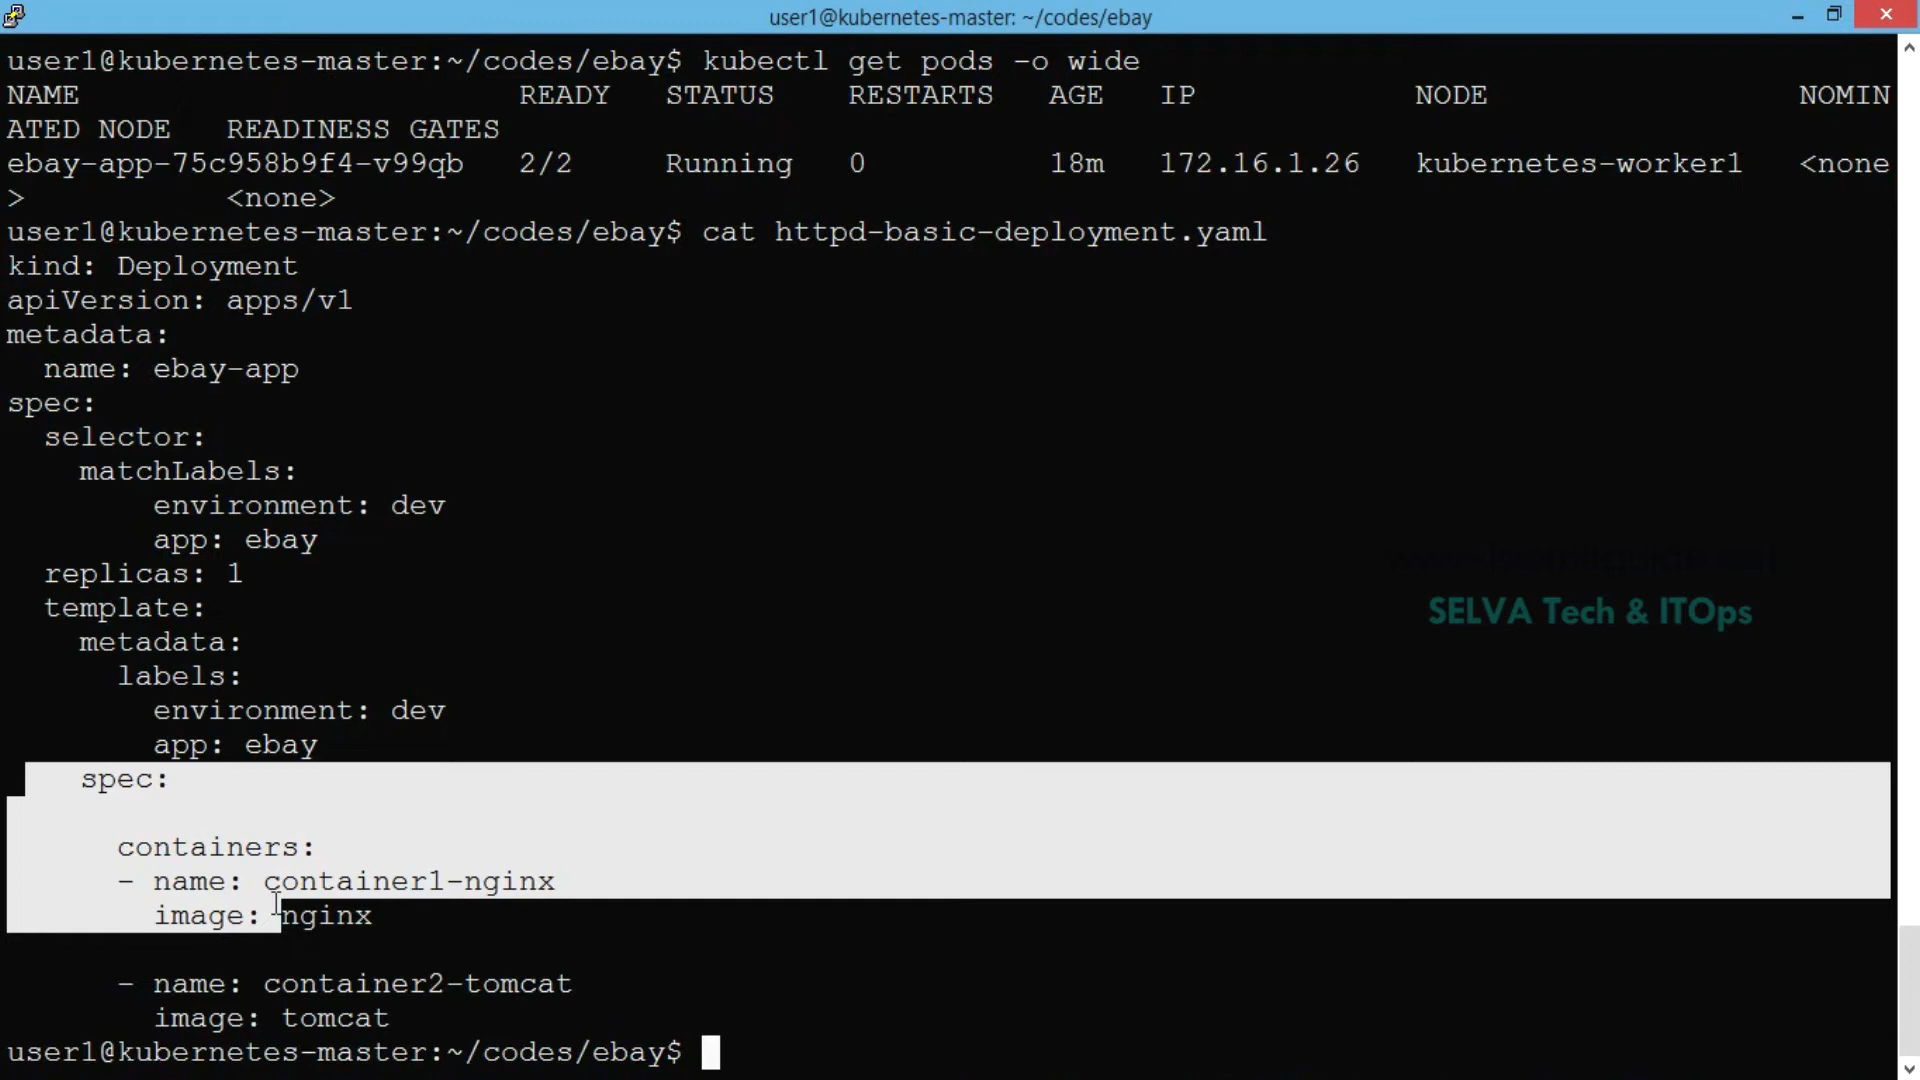 user1@kubernetes-master: ~/codes/ebay
user1@kubernetes-master:~/codes/ebay$ kubectl get pods -o wide
NAME                        READY   STATUS    RESTARTS   AGE   IP            NODE                 NOMIN
ATED NODE   READINESS GATES
ebay-app-75c958b9f4-v99qb   2/2     Running   0          18m   172.16.1.26   kubernetes-worker1   <none
>           <none>
user1@kubernetes-master:~/codes/ebay$ cat httpd-basic-deployment.yaml
kind: Deployment
apiVersion: apps/v1
metadata:
  name: ebay-app
spec:
  selector:
    matchLabels:
        environment: dev
        app: ebay
  replicas: 1
  template:
    metadata:
      labels:
        environment: dev
        app: ebay
    spec:
      containers:
      - name: container1-nginx
        image: nginx
      - name: container2-tomcat
        image: tomcat
user1@kubernetes-master:~/codes/ebay$
SELVA Tech & ITOps